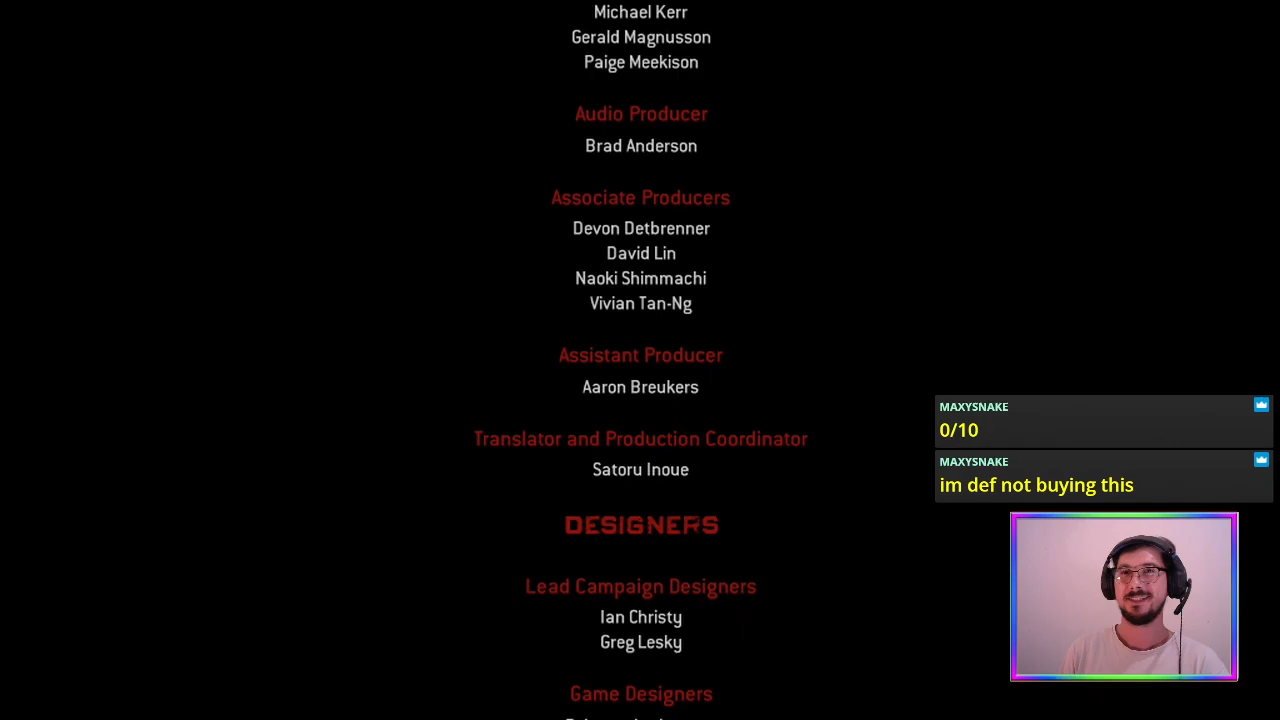 Michael Kerr
Gerald Magnusson
Paige Meekison
Audio Producer
Brad Anderson
Associate Producers
Devon Detbrenner
David Lin
Naoki Shimmachi
Vivian Tan-Ng
Assistant Producer
Aaron Breukers
Translator and Production Coordinator
Satoru Inoue
DESIGNERS
Lead Campaign Designers
Ian Christy
Greg Lesky
Game Designers
MAXYSNAKE
0/10
MAXYSNAKE
im def not buying this